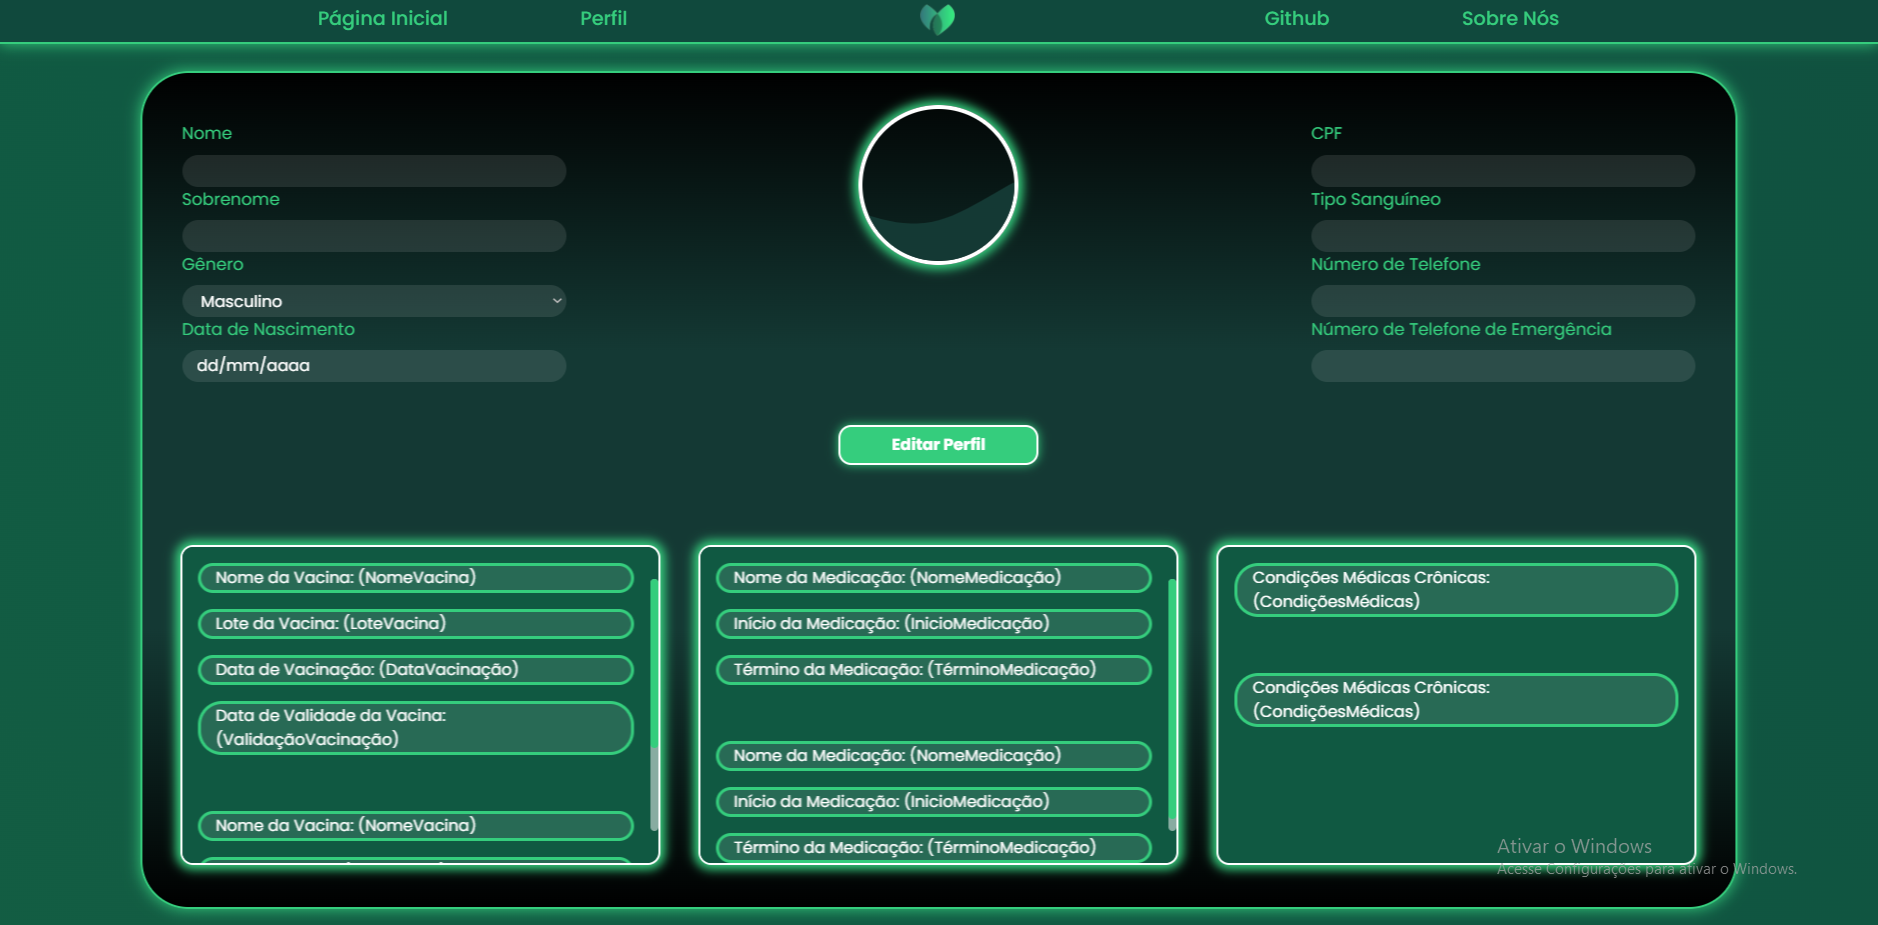 Página Inicial
Perfil
Github
Sobre Nós
Nome
Sobrenome
Gênero
Masculino
Data de Nascimento
dd/mm/aaaa
CPF
Tipo Sanguíneo
Número de Telefone
Número de Telefone de Emergência
Editar Perfil
Nome da Vacina: (NomeVacina)
Lote da Vacina: (LoteVacina)
Data de Vacinação: (DataVacinação)
Data de Validade da Vacina:
(ValidaçãoVacinação)
Nome da Vacina: (NomeVacina)
Nome da Medicação: (NomeMedicação)
Início da Medicação: (InicioMedicação)
Término da Medicação: (TérminoMedicação)
Nome da Medicação: (NomeMedicação)
Início da Medicação: (InicioMedicação)
Término da Medicação: (TérminoMedicação)
Condições Médicas Crônicas:
(CondiçõesMédicas)
Condições Médicas Crônicas:
(CondiçõesMédicas)
Ativar o Windows
Acesse Configurações para ativar o Windows.